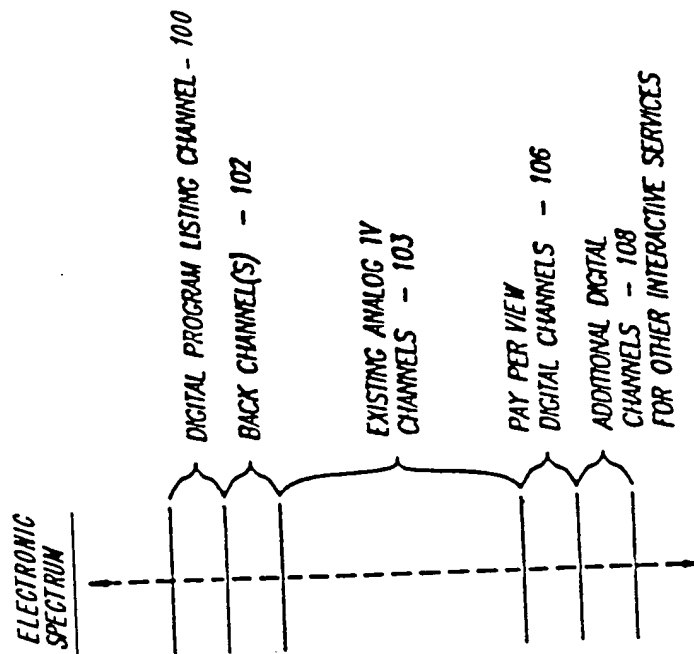 ELECTRONIC
SPECTRUM
DIGITAL PROGRAM LISTING CHANNEL - 100
BACK CHANNEL(S) - 102
EXISTING ANALOG TV
CHANNELS - 103
PAY PER VIEW
DIGITAL CHANNELS - 106
ADDITIONAL DIGITAL
CHANNELS - 108
FOR OTHER INTERACTIVE SERVICES